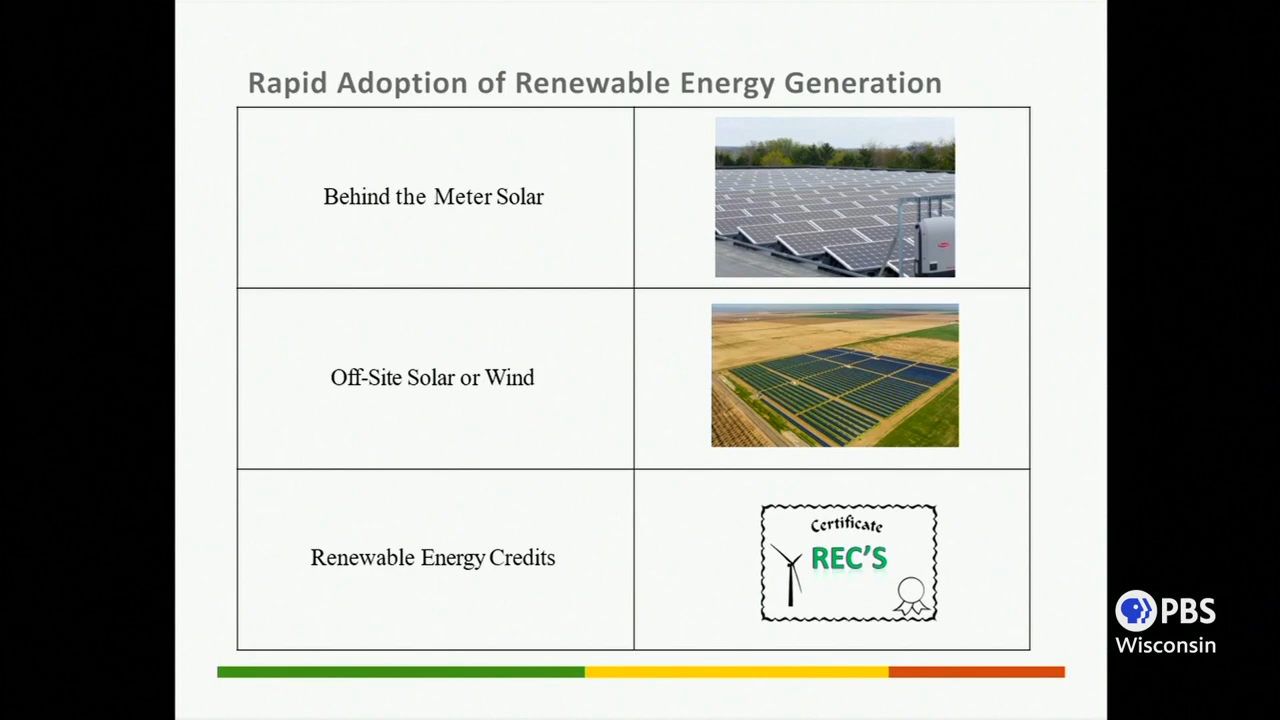 Rapid Adoption of Renewable Energy Generation
Behind the Meter Solar
Off-Site Solar or Wind
Renewable Energy Credits
Certificate
REC'S
PBS
Wisconsin